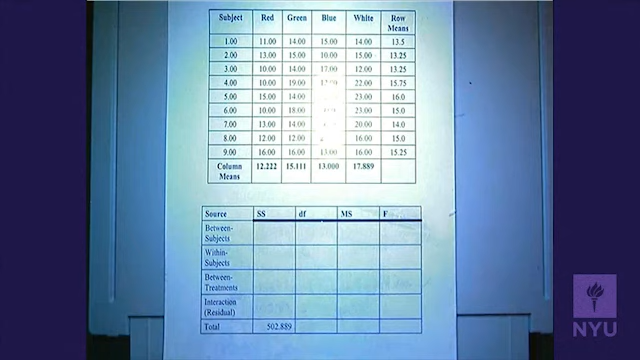 Subject Red Green Blue White Row Means
1.00 11.00 14.00 15.00 14.00 13.5
2.00 13.00 15.00 10.00 15.00 13.25
3.00 10.00 14.00 17.00 12.00 13.25
4.00 10.00 19.00 22.00 15.75
5.00 15.00 14.00 23.00 16.0
6.00 10.00 18.00 23.00 15.0
7.00 13.00 14.00 20.00 14.0
8.00 12.00 12.00 16.00 15.0
9.00 16.00 16.00 13.00 16.00 15.25
Column Means 12.222 15.111 13.000 17.889
Source SS df MS F
Between-Subjects
Within-Subjects
Between-Treatments
Interaction (Residual)
Total 502.889
NYU